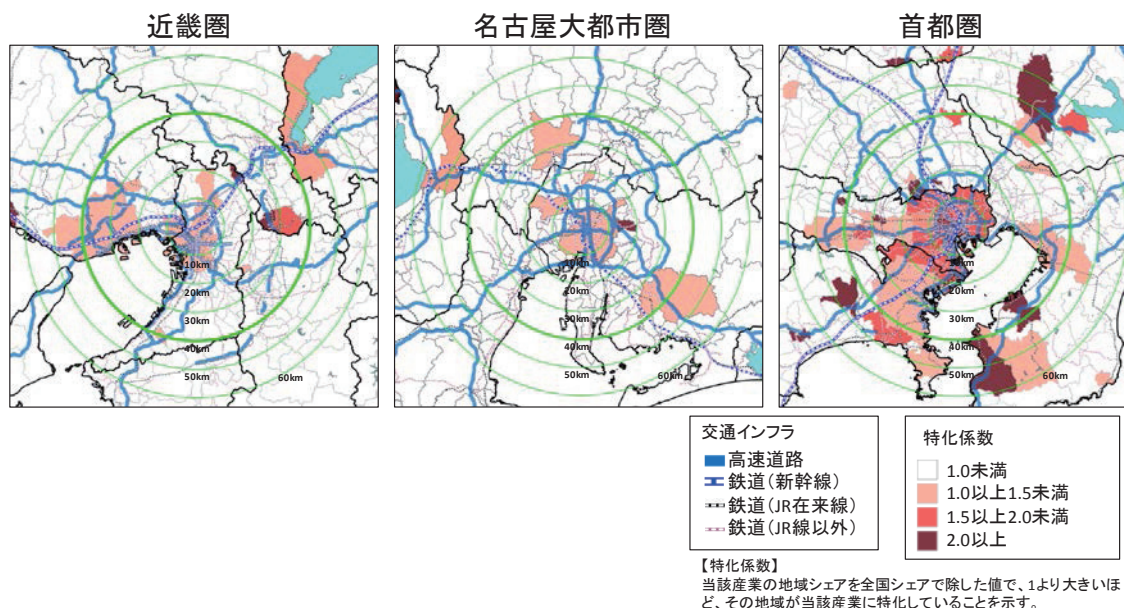 近畿圏
名古屋大都市圏
首都圏
10km
20km
30km
40km
50km
60km
10km
20km
30km
40km
50km
60km
10km
20km
30km
40km
50km
60km
交通インフラ
高速道路
鉄道(新幹線)
鉄道(JR在来線)
鉄道(JR線以外)
特化係数
1.0未満
1.0以上1.5未満
1.5以上2.0未満
2.0以上
【特化係数】
当該産業の地域シェアを全国シェアで除した値で、1より大きいほ
ど、その地域が当該産業に特化していることを示す。